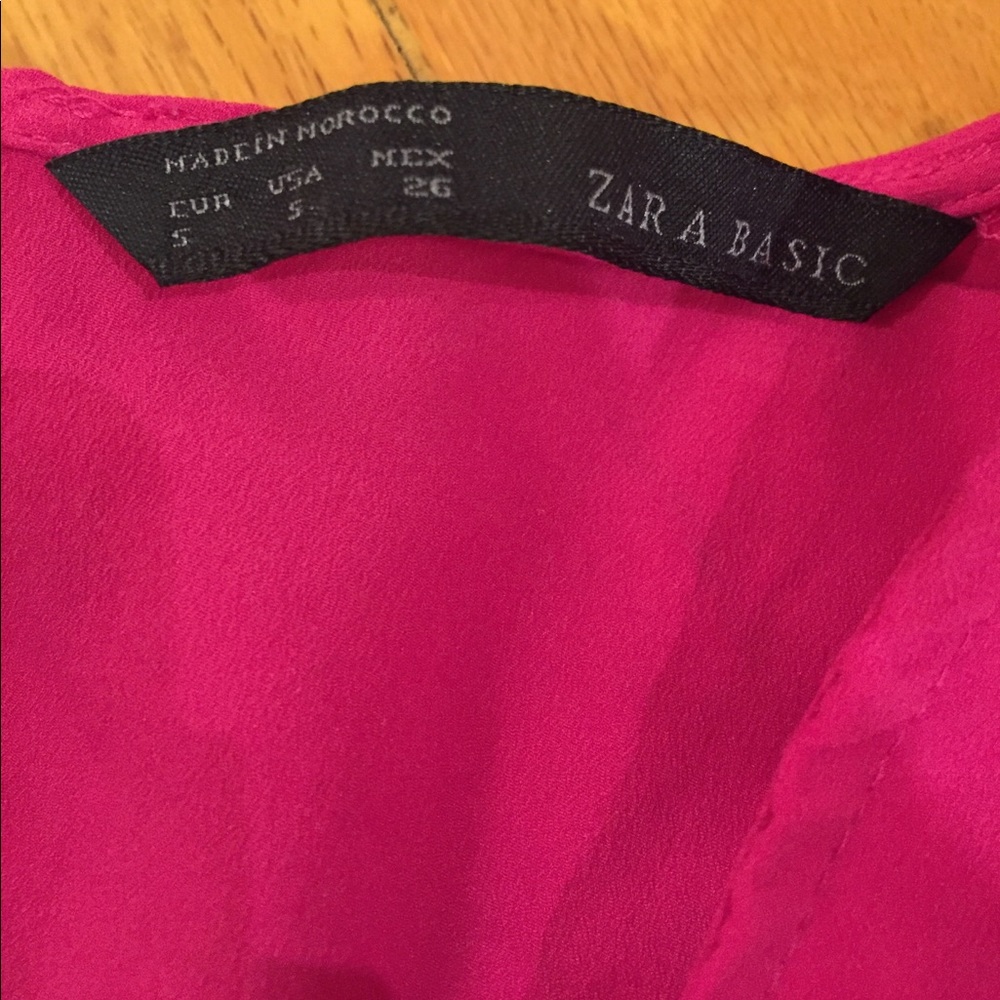 MADE IN MOROCCO
EUR USA MEX
S S 26
ZARA BASIC